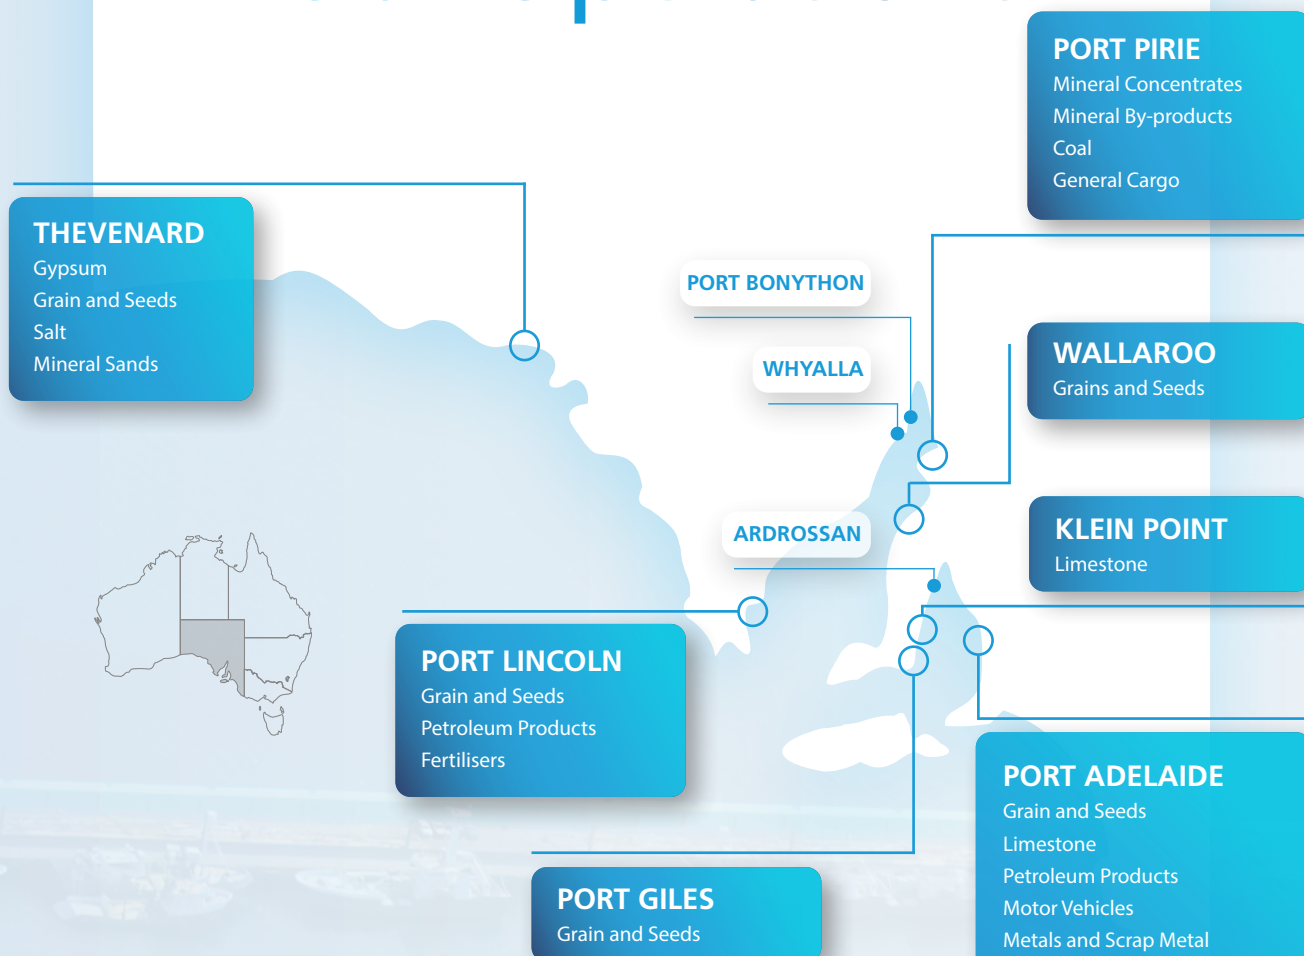 PORT PIRIE
Mineral Concentrates
Mineral By-products
Coal
General Cargo
THEVENARD
Gypsum
Grain and Seeds
Salt
Mineral Sands
PORT BONYTHON
WHYALLA
WALLAROO
Grains and Seeds
ARDROSSAN
KLEIN POINT
Limestone
PORT LINCOLN
Grain and Seeds
Petroleum Products
Fertilisers
PORT ADELAIDE
Grain and Seeds
Limestone
Petroleum Products
Motor Vehicles
Metals and Scrap Metal
PORT GILES
Grain and Seeds